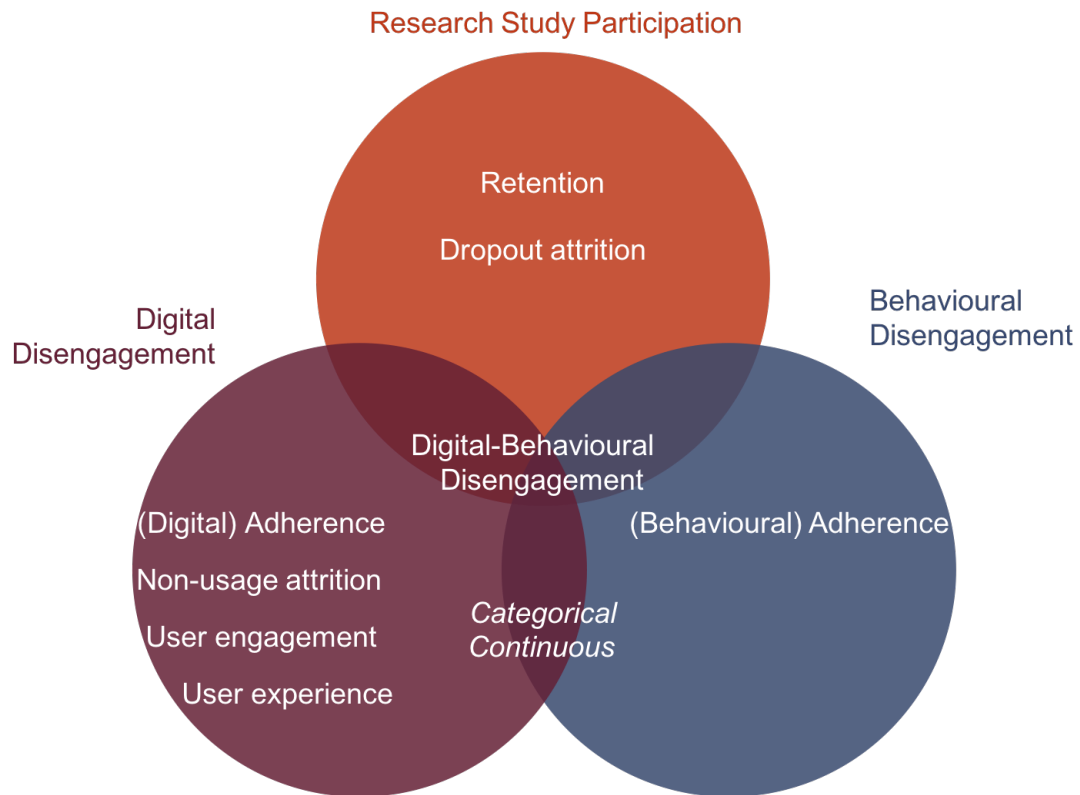 Research Study Participation
Retention
Dropout attrition
Digital
Disengagement
Behavioural
Disengagement
Digital-Behavioural
Disengagement
(Digital) Adherence
(Behavioural) Adherence
Non-usage attrition
Categorical
Continuous
User engagement
User experience